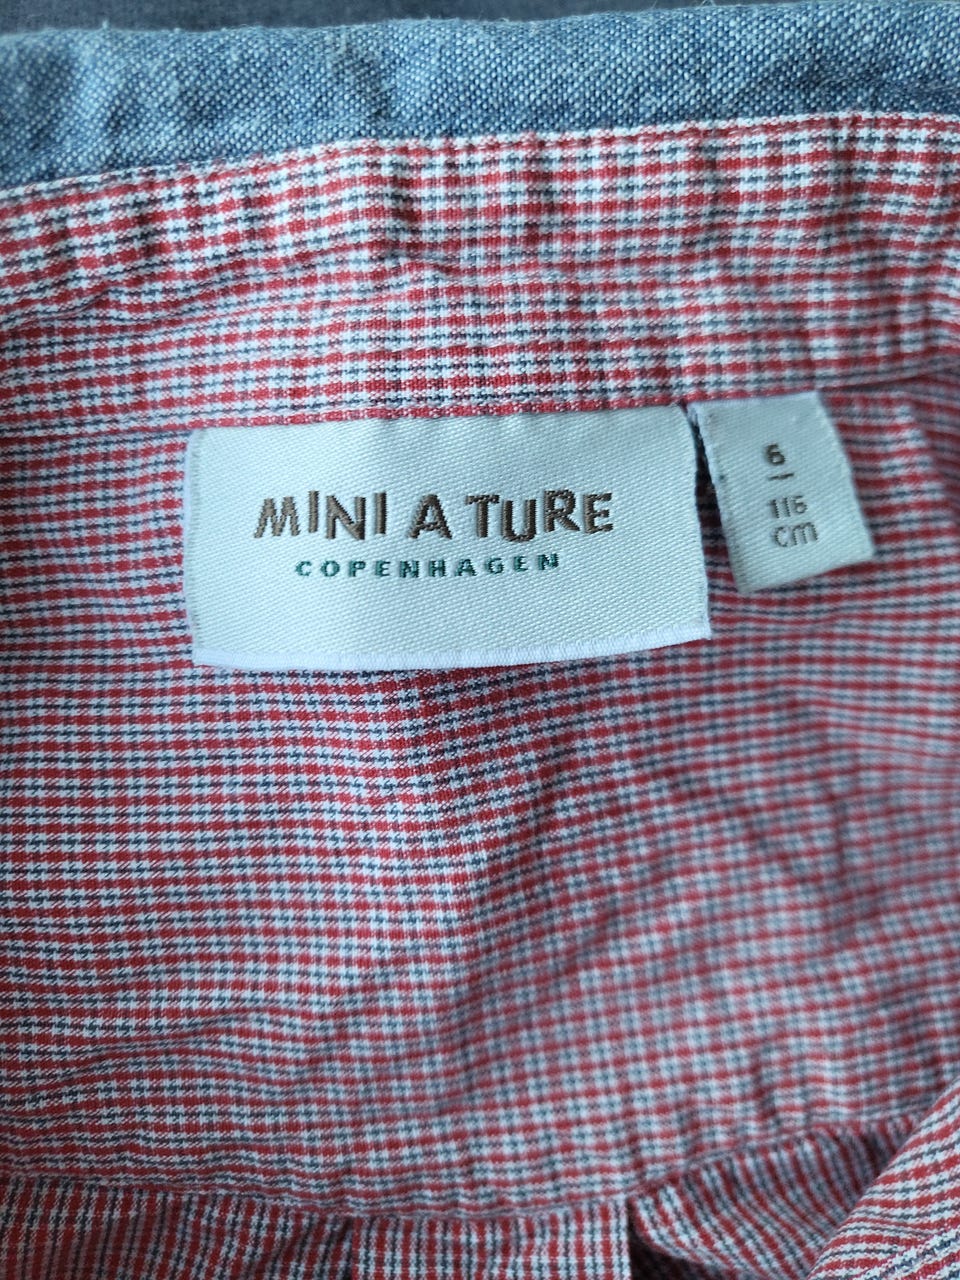 MINI A TURE
COPENHAGEN
6
116
cm